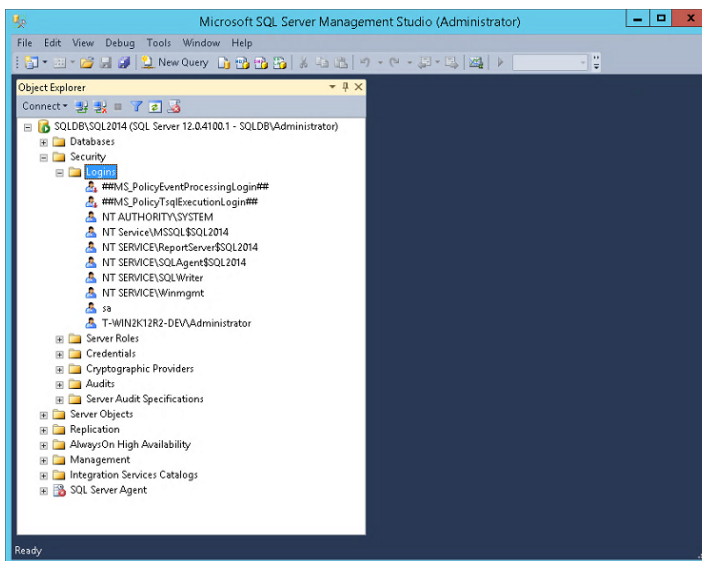 Microsoft SQL Server Management Studio (Administrator)
File Edit View Debug Tools Window Help
New Query
Object Explorer
Connect
SQLDB\SQL2014 (SQL Server 12.0.4100.1 - SQLDB\Administrator)
Databases
Security
Logins
##MS_PolicyEventProcessingLogin##
##MS_PolicyTsqlExecutionLogin##
NT AUTHORITY\SYSTEM
NT Service\MSSQL$SQL2014
NT SERVICE\ReportServer$SQL2014
NT SERVICE\SQLAgent$SQL2014
NT SERVICE\SQLWriter
NT SERVICE\Winmgmt
sa
T-WIN2K12R2-DEV\Administrator
Server Roles
Credentials
Cryptographic Providers
Audits
Server Audit Specifications
Server Objects
Replication
AlwaysOn High Availability
Management
Integration Services Catalogs
SQL Server Agent
Ready